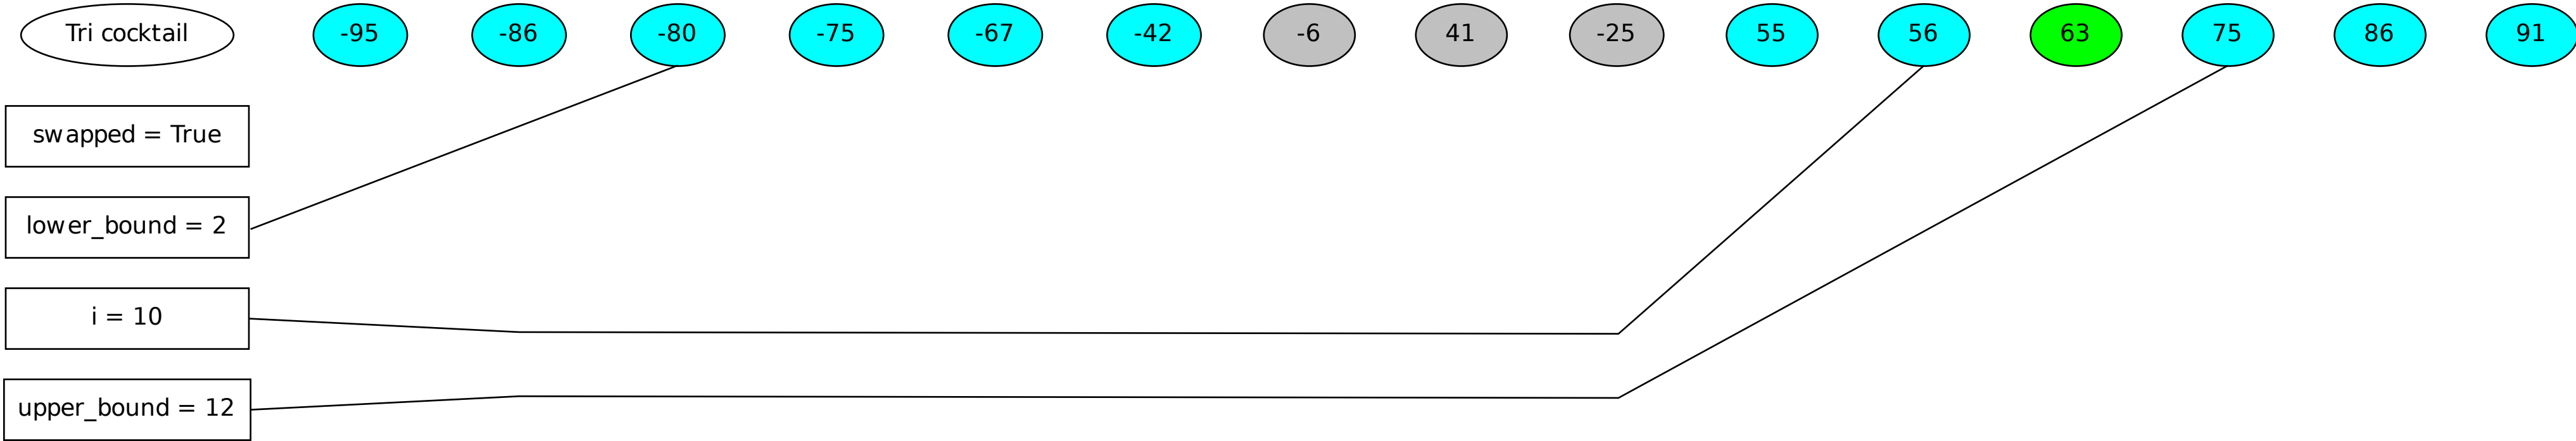 Tri cocktail -95 -86 -80 -75 -67 -42 -6 41 -25 55 56 63 75 86 91
swapped = True
lower_bound = 2
i = 10
upper_bound = 12